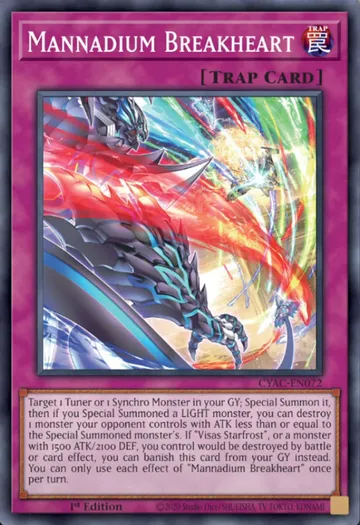 MANNADIUM BREAKHEART
TRAP
罠
[TRAP CARD]
CYAC-EN072
Target 1 Tuner or 1 Synchro Monster in your GY; Special Summon it,
then if you Special Summoned a LIGHT monster, you can destroy
1 monster your opponent controls with ATK less than or equal to
the Special Summoned monster's. If "Visas Starfrost", or a monster
with 1500 ATK/2100 DEF, you control would be destroyed by battle
or card effect, you can banish this card from your GY instead.
You can only use each effect of "Mannadium Breakheart" once
per turn.
1st Edition
©2020 Studio Dice/SHUEISHA, TV TOKYO, KONAMI